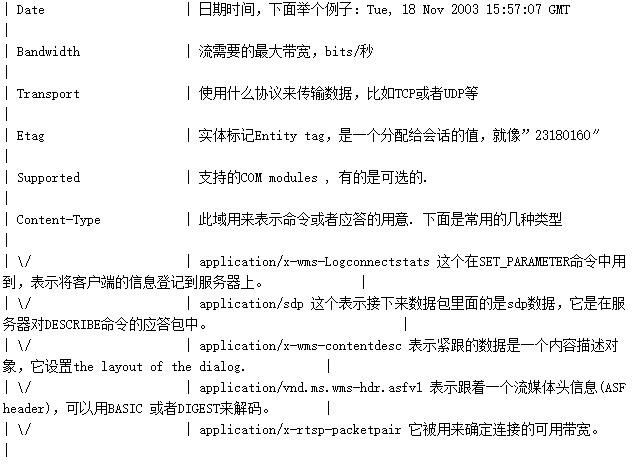 | Date | 日期时间，下面举个例子：Tue, 18 Nov 2003 15:57:07 GMT
|
| Bandwidth | 流需要的最大带宽，bits/秒
|
| Transport | 使用什么协议来传输数据，比如TCP或者UDP等
|
| Etag | 实体标记Entity tag，是一个分配给会话的值，就像”23180160″
|
| Supported | 支持的COM modules , 有的是可选的.
|
| Content-Type | 此域用来表示命令或者应答的用意. 下面是常用的几种类型
|
| \/ | application/x-wms-Logconnectstats 这个在SET_PARAMETER命令中用
到，表示将客户端的信息登记到服务器上。 |
| \/ | application/sdp 这个表示接下来数据包里面的是sdp数据，它是在服
务器对DESCRIBE命令的应答包中。 |
| \/ | application/x-wms-contentdesc 表示紧跟的数据是一个内容描述对
象，它设置the layout of the dialog. |
| \/ | application/vnd.ms.wms-hdr.asfv1 表示跟着一个流媒体头信息(ASF
header)，可以用BASIC 或者DIGEST来解码。 |
| \/ | application/x-rtsp-packetpair 它被用来确定连接的可用带宽。
|